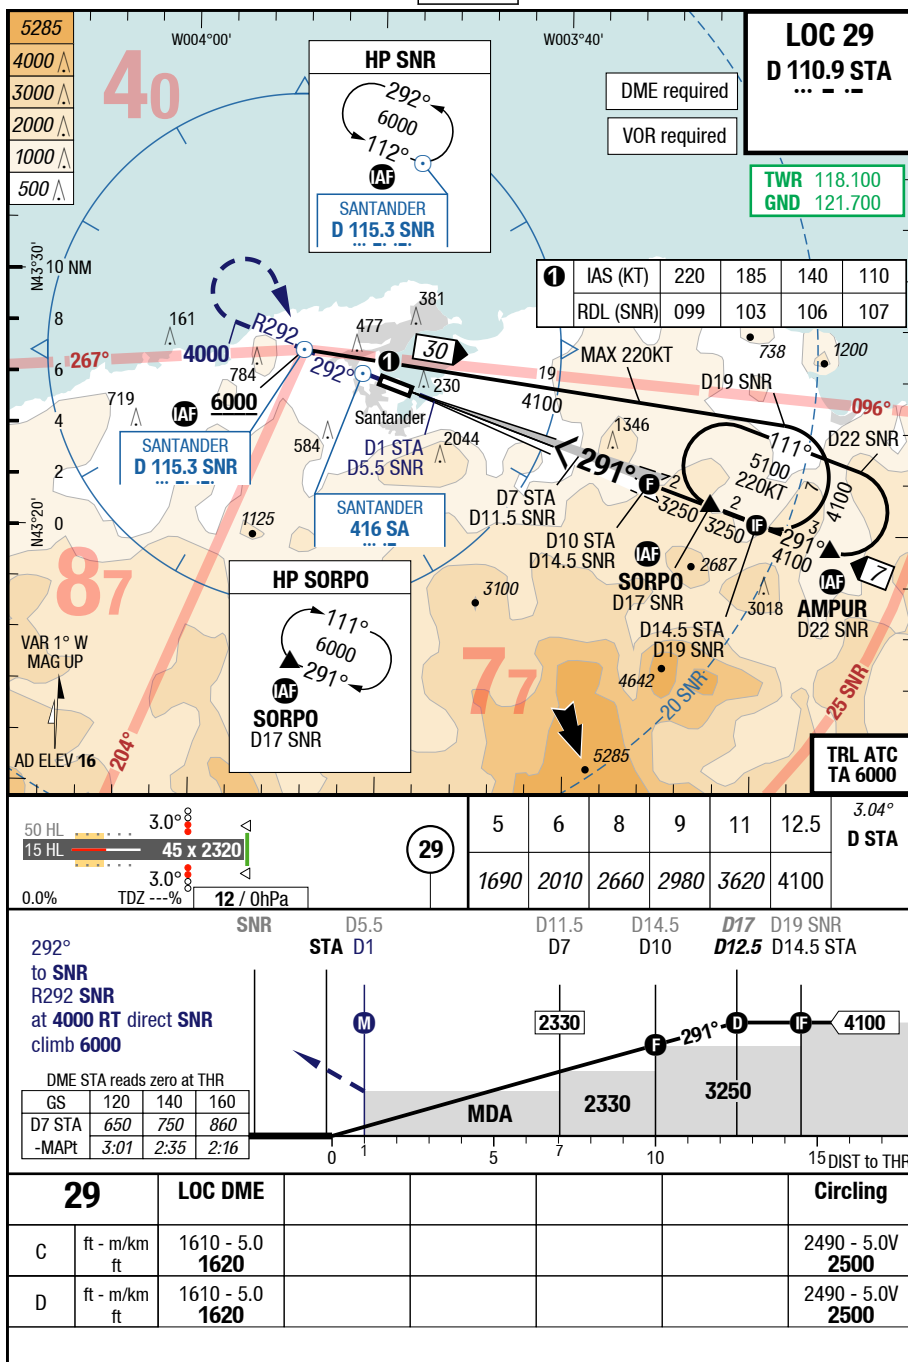 5285
4000
3000
2000
1000
500
W004°00'
W003°40'
40
HP SNR
292°
6000
112°
IAF
SANTANDER
D 115.3 SNR
LOC 29
D 110.9 STA
DME required
VOR required
TWR 118.100
GND 121.700
1 IAS (KT) 220 185 140 110
RDL (SNR) 099 103 106 107
N43°30'
10 NM
8
6
4
2
0
N43°20'
161
267°
4000
R292
784
477
381
30
230
292°
1
6000
IAF
719
SANTANDER
D 115.3 SNR
584
Santander
D1 STA
D5.5 SNR
2044
SANTANDER
416 SA
MAX 220KT
19
4100
738
1200
D19 SNR
096°
D22 SNR
1346
111°
5100
220KT
7
4100
291°
F
2
3250
2
3250
IF
3
291°
4100
D7 STA
D11.5 SNR
D10 STA
D14.5 SNR
IAF
SORPO
D17 SNR
2687
3018
7
IAF
AMPUR
D22 SNR
D14.5 STA
D19 SNR
1125
87
HP SORPO
111°
6000
291°
IAF
SORPO
D17 SNR
3100
77
4642
5285
20 SNR
25 SNR
VAR 1° W
MAG UP
AD ELEV 16
204°
TRL ATC
TA 6000
50 HL
15 HL
3.0°
45 x 2320
3.0°
0.0%
TDZ ---%
12 / 0hPa
29
5 6 8 9 11 12.5 3.04°
D STA
1690 2010 2660 2980 3620 4100
SNR D5.5 D11.5 D14.5 D17 D19 SNR
STA D1 D7 D10 D12.5 D14.5 STA
292°
to SNR
R292 SNR
at 4000 RT direct SNR
climb 6000
M
2330
F
291°
D
IF
4100
MDA
2330
3250
DME STA reads zero at THR
GS 120 140 160
D7 STA 650 750 860
-MAPt 3:01 2:35 2:16
0 1 5 7 10 15 DIST to THR
29 LOC DME Circling
C ft - m/km 1610 - 5.0 2490 - 5.0V
ft 1620 2500
D ft - m/km 1610 - 5.0 2490 - 5.0V
ft 1620 2500